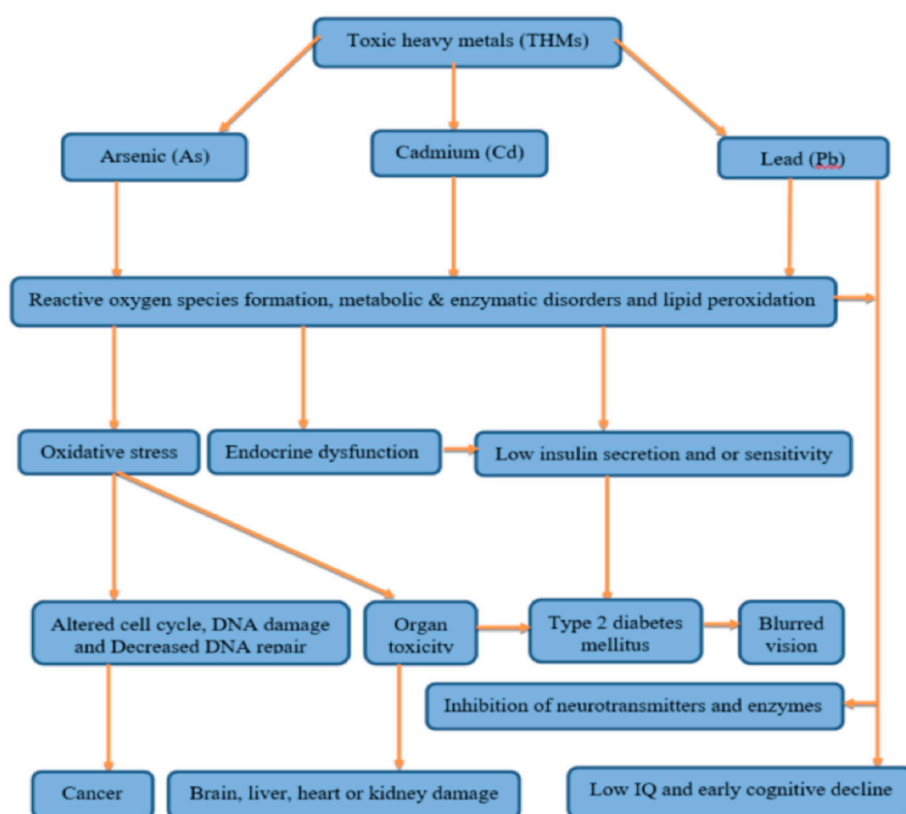 Toxic heavy metals (THMs)
Arsenic (As)
Cadmium (Cd)
Lead (Pb)
Reactive oxygen species formation, metabolic & enzymatic disorders and lipid peroxidation
Oxidative stress
Endocrine dysfunction
Low insulin secretion and or sensitivity
Altered cell cycle, DNA damage
and Decreased DNA repair
Organ
toxicity
Type 2 diabetes
mellitus
Blurred
vision
Inhibition of neurotransmitters and enzymes
Cancer
Brain, liver, heart or kidney damage
Low IQ and early cognitive decline